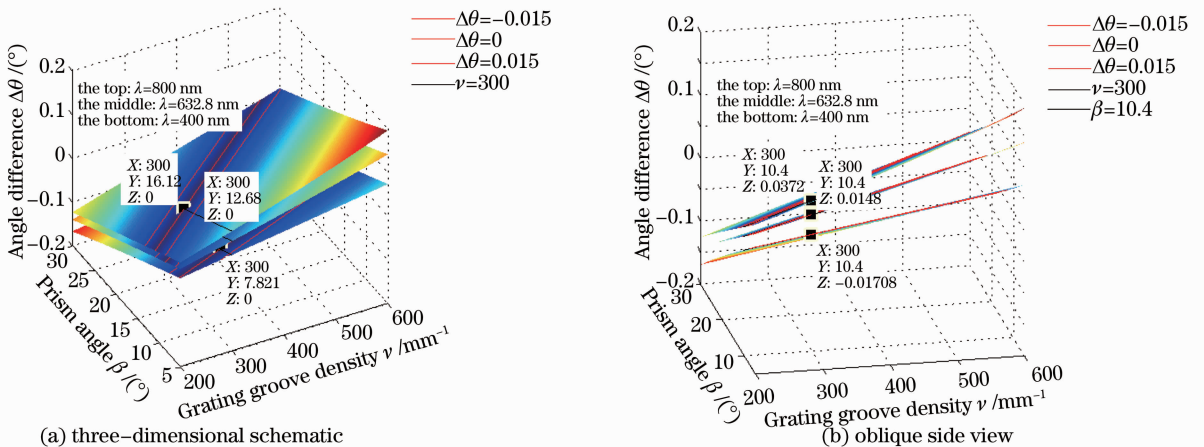 Δθ=−0.015
Δθ=0
Δθ=0.015
ν=300
Angle difference Δθ /(°)
0.2
0.1
0
−0.1
−0.2
the top: λ=800 nm
the middle: λ=632.8 nm
the bottom: λ=400 nm
X: 300
Y: 16.12
Z: 0
X: 300
Y: 12.68
Z: 0
X: 300
Y: 7.821
Z: 0
30
25
20
15
10
5
Prism angle β /(°)
200
300
400
500
600
Grating groove density ν /mm⁻¹
(a) three-dimensional schematic
Δθ=−0.015
Δθ=0
Δθ=0.015
ν=300
β=10.4
Angle difference Δθ /(°)
0.2
0.1
0
−0.1
−0.2
the top: λ=800 nm
the middle: λ=632.8 nm
the bottom: λ=400 nm
X: 300
Y: 10.4
Z: 0.0372
X: 300
Y: 10.4
Z: 0.0148
X: 300
Y: 10.4
Z: −0.01708
30
20
10
Prism angle β /(°)
200
300
400
500
600
Grating groove density ν /mm⁻¹
(b) oblique side view